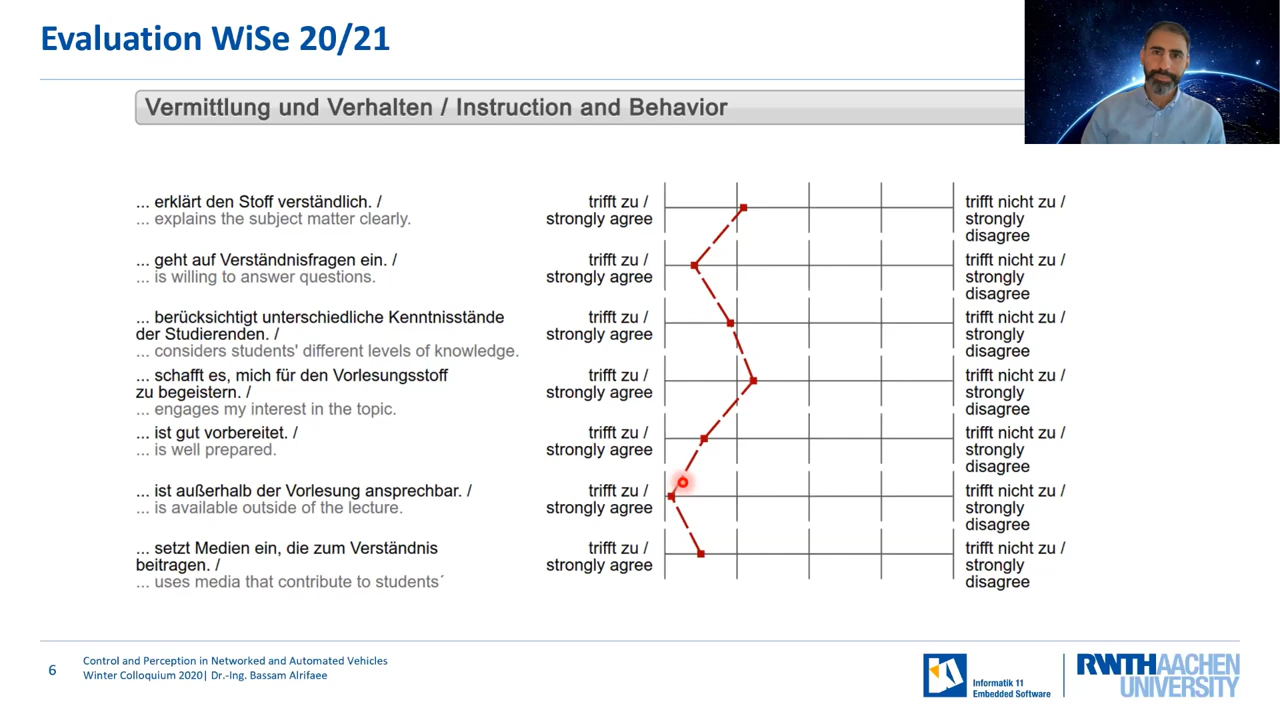 Evaluation WiSe 20/21
Vermittlung und Verhalten / Instruction and Behavior
... erklärt den Stoff verständlich. /
... explains the subject matter clearly.
trifft zu /
strongly agree
trifft nicht zu /
strongly
disagree
... geht auf Verständnisfragen ein. /
... is willing to answer questions.
trifft zu /
strongly agree
trifft nicht zu /
strongly
disagree
... berücksichtigt unterschiedliche Kenntnisstände
der Studierenden. /
... considers students' different levels of knowledge.
trifft zu /
strongly agree
trifft nicht zu /
strongly
disagree
... schafft es, mich für den Vorlesungsstoff
zu begeistern. /
... engages my interest in the topic.
trifft zu /
strongly agree
trifft nicht zu /
strongly
disagree
... ist gut vorbereitet. /
... is well prepared.
trifft zu /
strongly agree
trifft nicht zu /
strongly
disagree
... ist außerhalb der Vorlesung ansprechbar. /
... is available outside of the lecture.
trifft zu /
strongly agree
trifft nicht zu /
strongly
disagree
... setzt Medien ein, die zum Verständnis
beitragen. /
... uses media that contribute to students´
trifft zu /
strongly agree
trifft nicht zu /
strongly
disagree
6
Control and Perception in Networked and Automated Vehicles
Winter Colloquium 2020| Dr.-Ing. Bassam Alrifaee
Informatik 11
Embedded Software
RWTHAACHEN
UNIVERSITY